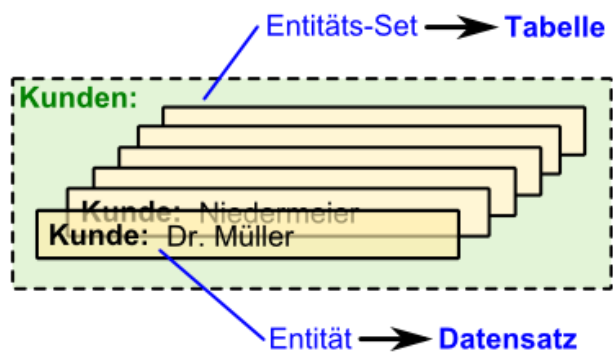 Entitäts-Set Tabelle
Kunden:
Kunde: Niedermeier
Kunde: Dr. Müller
Entität Datensatz